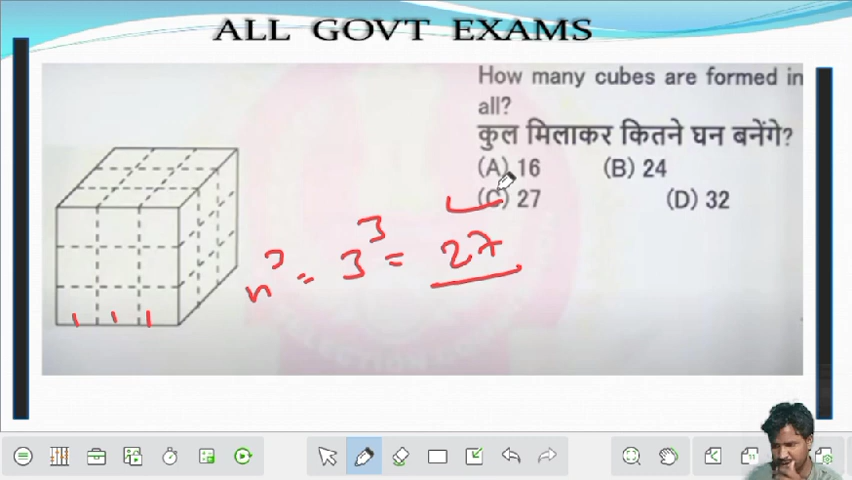 ALL GOVT EXAMS
How many cubes are formed in
all?
कुल मिलाकर कितने घन बनेंगे?
(A) 16 (B) 24
(C) 27 (D) 32
n³ = 3³ = 27